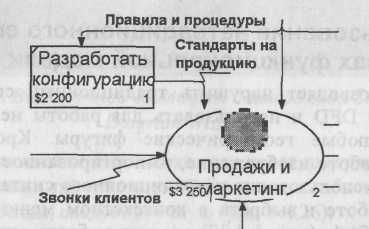 Правила и процедуры
Стандарты на
продукцию
Разработать
конфигурацию
$2 200 1
Продажи и
маркетинг
$3 250 2
Звонки клиентов